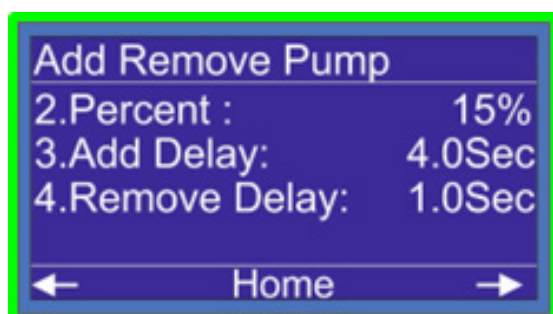 Add Remove Pump
2.Percent : 15%
3.Add Delay: 4.0Sec
4.Remove Delay: 1.0Sec
← Home →